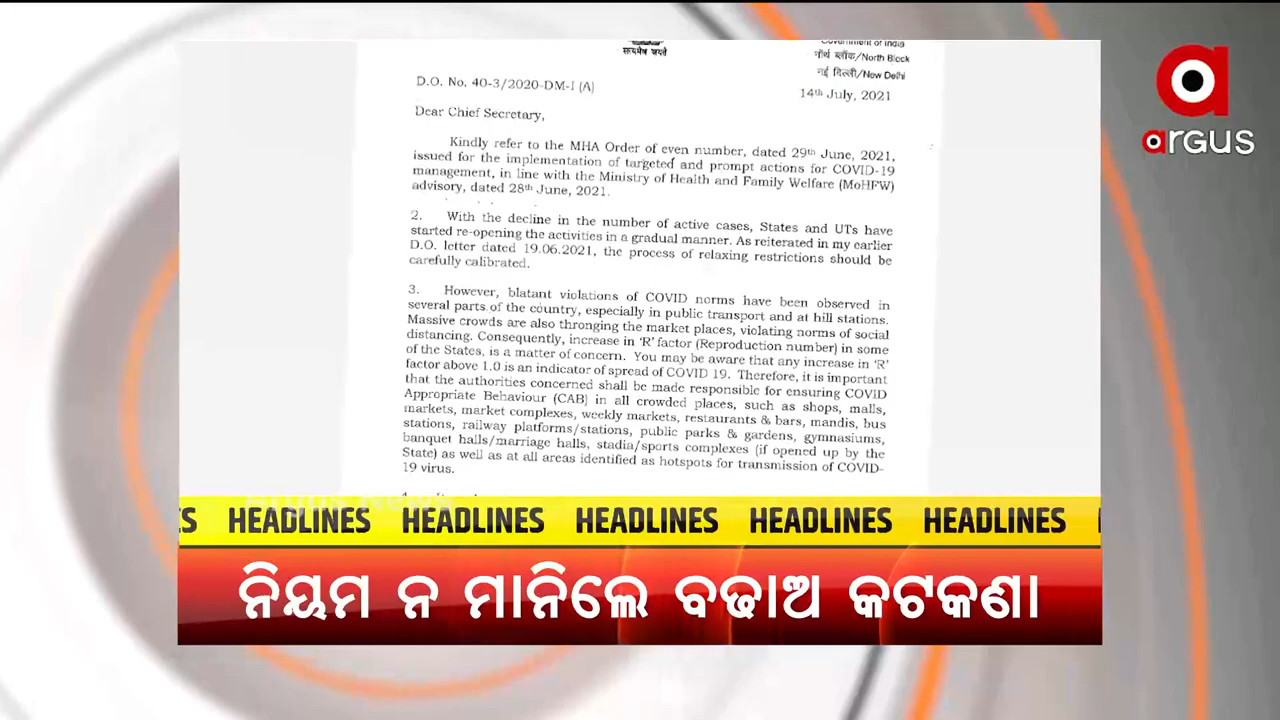 सत्यमेव जयते
Government of India
नॉर्थ ब्लॉक/North Block
नई दिल्ली/New Delhi
D.O. No. 40-3/2020-DM-I (A)
14th July, 2021
Dear Chief Secretary,
Kindly refer to the MHA Order of even number, dated 29th June, 2021,
issued for the implementation of targeted and prompt actions for COVID-19
management, in line with the Ministry of Health and Family Welfare (MoHFW)
advisory, dated 28th June, 2021.
2. With the decline in the number of active cases, States and UTs have
started re-opening the activities in a gradual manner. As reiterated in my earlier
D.O. letter dated 19.06.2021, the process of relaxing restrictions should be
carefully calibrated.
3. However, blatant violations of COVID norms have been observed in
several parts of the country, especially in public transport and at hill stations.
Massive crowds are also thronging the market places, violating norms of social
distancing. Consequently, increase in 'R' factor (Reproduction number) in some
of the States, is a matter of concern. You may be aware that any increase in 'R'
factor above 1.0 is an indicator of spread of COVID 19. Therefore, it is important
that the authorities concerned shall be made responsible for ensuring COVID
Appropriate Behaviour (CAB) in all crowded places, such as shops, malls,
markets, market complexes, weekly markets, restaurants & bars, mandis, bus
stations, railway platforms/stations, public parks & gardens, gymnasiums,
banquet halls/marriage halls, stadia/sports complexes (if opened up by the
State) as well as at all areas identified as hotspots for transmission of COVID-
19 virus.
argus
Argus News
HEADLINES HEADLINES HEADLINES HEADLINES HEADLINES
ନିୟମ ନ ମାନିଲେ ବଢାଅ କଟକଣା